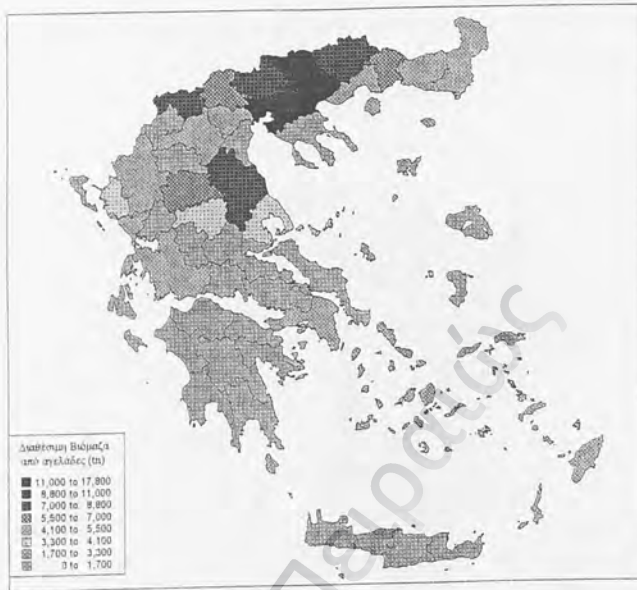 Διαθέσιμη Βιόμαζα
από αγελάδες (tn)
11,000 to 17,800
8,800 to 11,000
7,000 to 8,800
5,500 to 7,000
4,100 to 5,500
3,300 to 4,100
1,700 to 3,300
0 to 1,700
Πειραιώς